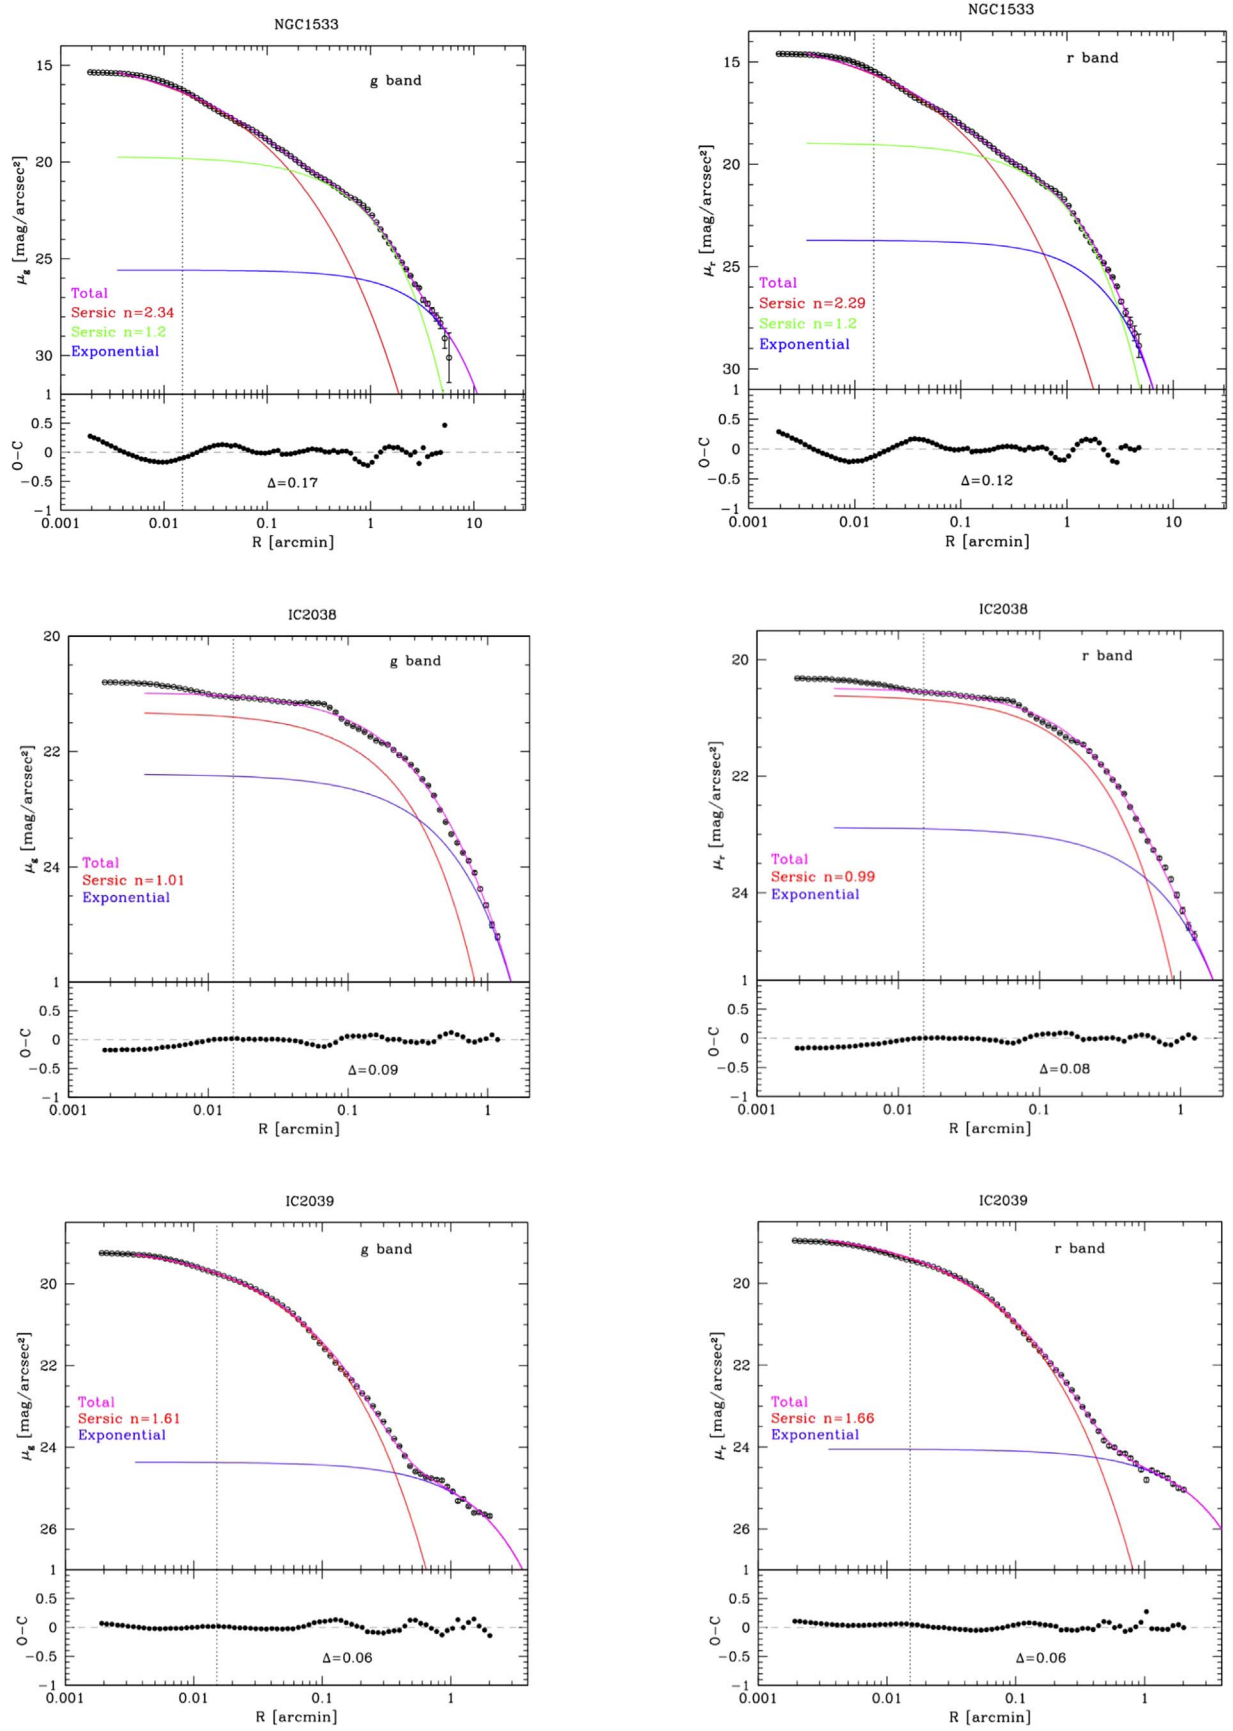 NGC1533
g band
15
20
25
30
μg [mag/arcsec²]
Total
Sersic n=2.34
Sersic n=1.2
Exponential
1
0.5
0
−0.5
−1
O−C
Δ=0.17
0.001 0.01 0.1 1 10
R [arcmin]
NGC1533
r band
15
20
25
30
μr [mag/arcsec²]
Total
Sersic n=2.29
Sersic n=1.2
Exponential
1
0.5
0
−0.5
−1
O−C
Δ=0.12
0.001 0.01 0.1 1 10
R [arcmin]
IC2038
g band
20
22
24
μg [mag/arcsec²]
Total
Sersic n=1.01
Exponential
1
0.5
0
−0.5
−1
O−C
Δ=0.09
0.001 0.01 0.1 1
R [arcmin]
IC2038
r band
20
22
24
μr [mag/arcsec²]
Total
Sersic n=0.99
Exponential
1
0.5
0
−0.5
−1
O−C
Δ=0.08
0.001 0.01 0.1 1
R [arcmin]
IC2039
g band
20
22
24
26
μg [mag/arcsec²]
Total
Sersic n=1.61
Exponential
1
0.5
0
−0.5
−1
O−C
Δ=0.06
0.001 0.01 0.1 1
R [arcmin]
IC2039
r band
20
22
24
26
μr [mag/arcsec²]
Total
Sersic n=1.66
Exponential
1
0.5
0
−0.5
−1
O−C
Δ=0.06
0.001 0.01 0.1 1
R [arcmin]